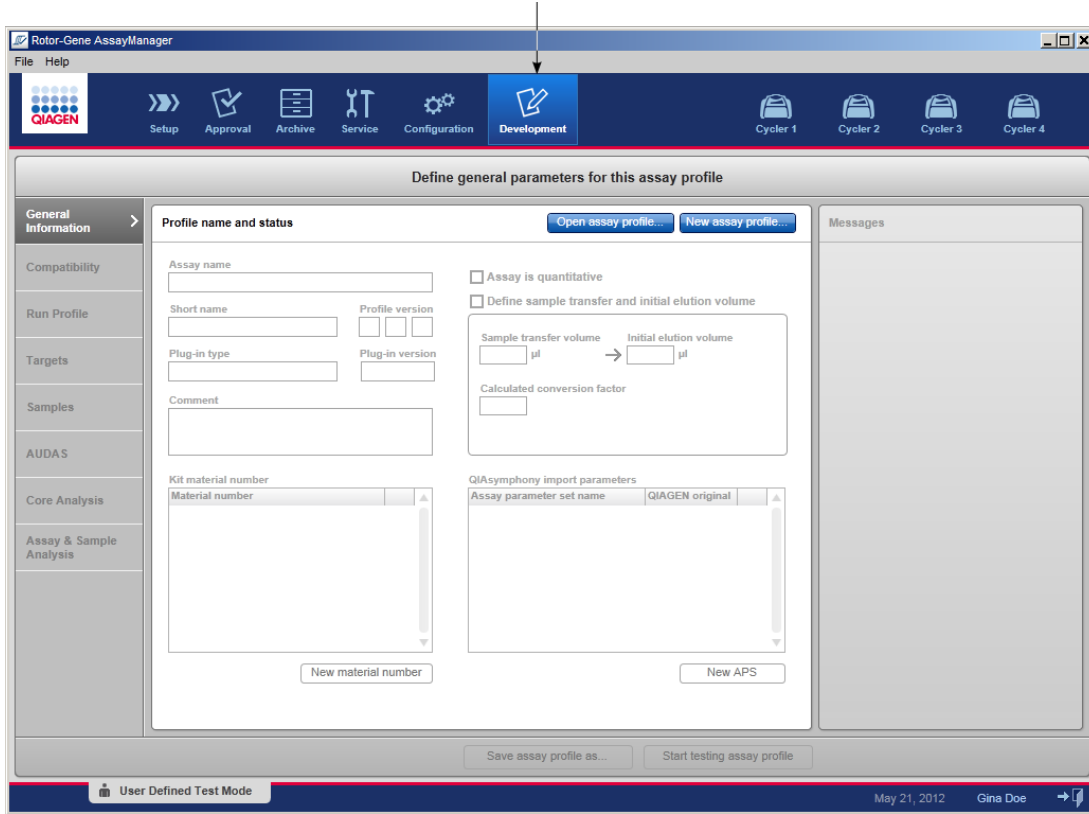 Rotor-Gene AssayManager
File Help
QIAGEN
Setup Approval Archive Service Configuration Development Cycler 1 Cycler 2 Cycler 3 Cycler 4
Define general parameters for this assay profile
General
Information
Compatibility
Run Profile
Targets
Samples
AUDAS
Core Analysis
Assay & Sample
Analysis
Profile name and status Open assay profile... New assay profile...
Assay name
Short name Profile version
Plug-in type Plug-in version
Comment
Assay is quantitative
Define sample transfer and initial elution volume
Sample transfer volume Initial elution volume
µl µl
Calculated conversion factor
Kit material number
Material number
New material number
QIAsymphony import parameters
Assay parameter set name QIAGEN original
New APS
Messages
Save assay profile as... Start testing assay profile
User Defined Test Mode
May 21, 2012 Gina Doe